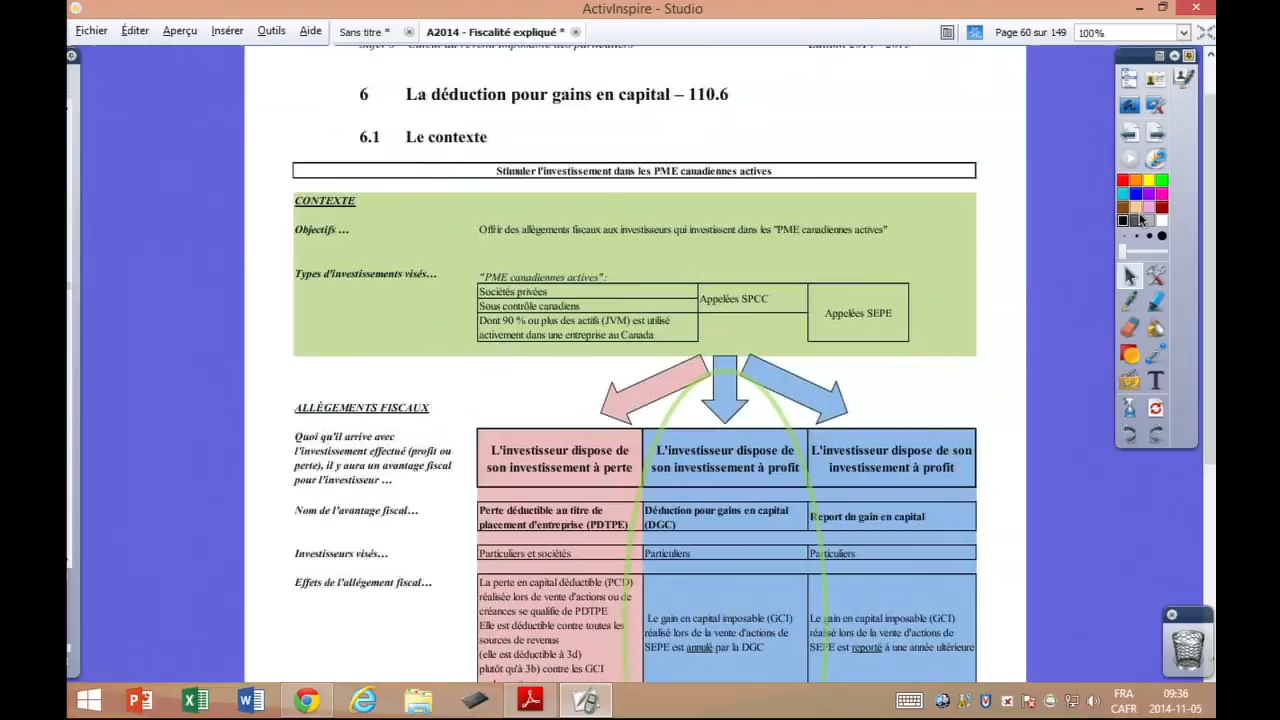 ActivInspire - Studio
Fichier Éditer Aperçu Insérer Outils Aide Sans titre * A2014 - Fiscalité expliqué * Page 60 sur 149 100%
6 La déduction pour gains en capital – 110.6
6.1 Le contexte
Stimuler l'investissement dans les PME canadiennes actives
CONTEXTE
Objectifs ... Offrir des allègements fiscaux aux investisseurs qui investissent dans les "PME canadiennes actives"
Types d'investissements visés... "PME canadiennes actives":
Sociétés privées
Sous contrôle canadiens
Appelées SPCC
Dont 90 % ou plus des actifs (JVM) est utilisé
activement dans une entreprise au Canada
Appelées SEPE
ALLÈGEMENTS FISCAUX
Quoi qu'il arrive avec
l'investissement effectué (profit ou
perte), il y aura un avantage fiscal
pour l'investisseur ...
L'investisseur dispose de
son investissement à perte
L'investisseur dispose de
son investissement à profit
L'investisseur dispose de son
investissement à profit
Nom de l'avantage fiscal...
Perte déductible au titre de
placement d'entreprise (PDTPE)
Déduction pour gains en capital
(DGC)
Report du gain en capital
Investisseurs visés... Particuliers et sociétés Particuliers Particuliers
Effets de l'allégement fiscal...
La perte en capital déductible (PCD)
réalisée lors de vente d'actions ou de
créances se qualifie de PDTPE
Elle est déductible contre toutes les
sources de revenus
(elle est déductible à 3d)
plutôt qu'à 3b) contre les GCI
Le gain en capital imposable (GCI)
réalisé lors de la vente d'actions de
SEPE est annulé par la DGC
Le gain en capital imposable (GCI)
réalisé lors de la vente d'actions de
SEPE est reporté à une année ultérieure
FRA
CAFR
09:36
2014-11-05